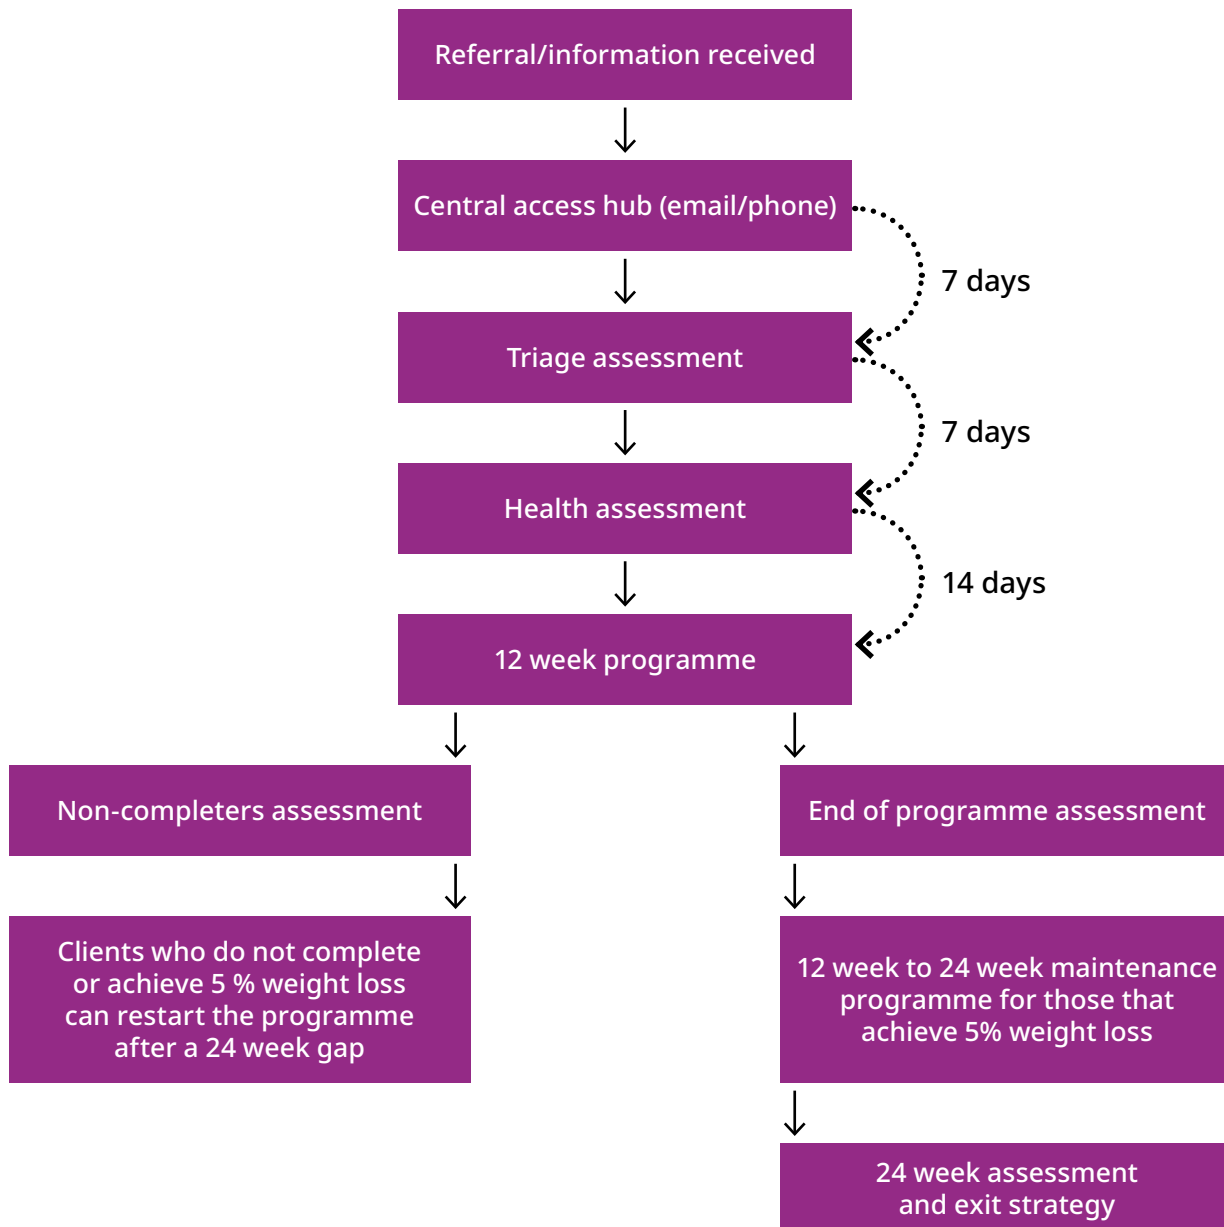 Referral/information received
Central access hub (email/phone)
7 days
Triage assessment
7 days
Health assessment
14 days
12 week programme
Non-completers assessment
End of programme assessment
Clients who do not complete
or achieve 5 % weight loss
can restart the programme
after a 24 week gap
12 week to 24 week maintenance
programme for those that
achieve 5% weight loss
24 week assessment
and exit strategy